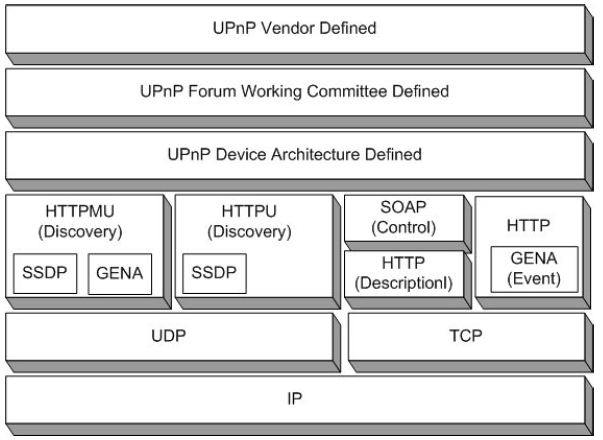 UPnP Vendor Defined
UPnP Forum Working Committee Defined
UPnP Device Architecture Defined
HTTPMU
(Discovery)
SSDP
GENA
HTTPU
(Discovery)
SSDP
SOAP
(Control)
HTTP
(DescriptionI)
HTTP
GENA
(Event)
UDP
TCP
IP